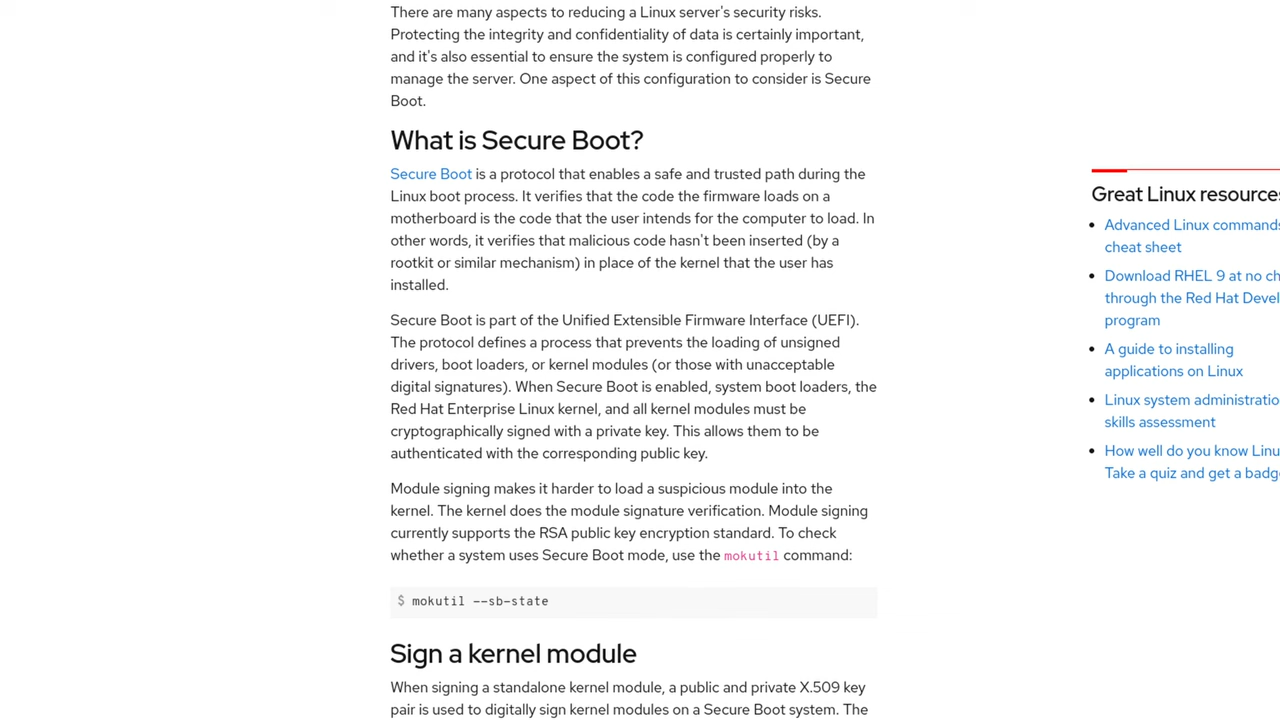 There are many aspects to reducing a Linux server's security risks.
Protecting the integrity and confidentiality of data is certainly important,
and it's also essential to ensure the system is configured properly to
manage the server. One aspect of this configuration to consider is Secure
Boot.
What is Secure Boot?
Secure Boot is a protocol that enables a safe and trusted path during the
Linux boot process. It verifies that the code the firmware loads on a
motherboard is the code that the user intends for the computer to load. In
other words, it verifies that malicious code hasn't been inserted (by a
rootkit or similar mechanism) in place of the kernel that the user has
installed.
Secure Boot is part of the Unified Extensible Firmware Interface (UEFI).
The protocol defines a process that prevents the loading of unsigned
drivers, boot loaders, or kernel modules (or those with unacceptable
digital signatures). When Secure Boot is enabled, system boot loaders, the
Red Hat Enterprise Linux kernel, and all kernel modules must be
cryptographically signed with a private key. This allows them to be
authenticated with the corresponding public key.
Module signing makes it harder to load a suspicious module into the
kernel. The kernel does the module signature verification. Module signing
currently supports the RSA public key encryption standard. To check
whether a system uses Secure Boot mode, use the mokutil command:
$ mokutil --sb-state
Sign a kernel module
When signing a standalone kernel module, a public and private X.509 key
pair is used to digitally sign kernel modules on a Secure Boot system. The
Great Linux resources
Advanced Linux commands
cheat sheet
Download RHEL 9 at no
through the Red Hat
program
A guide to installing
applications on Linux
Linux system
skills assessment
How well do you know
Take a quiz and get a